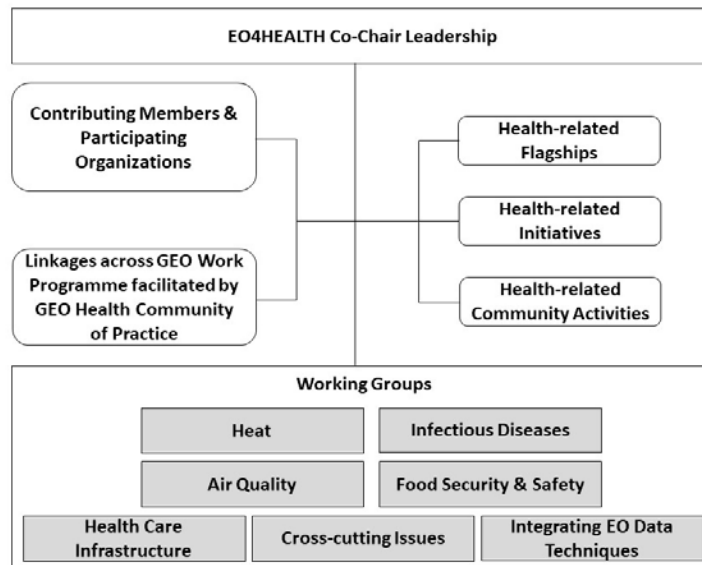 EO4HEALTH Co-Chair Leadership
Contributing Members &
Participating
Organizations
Linkages across GEO Work
Programme facilitated by
GEO Health Community
of Practice
Health-related
Flagships
Health-related
Initiatives
Health-related
Community Activities
Working Groups
Heat
Infectious Diseases
Air Quality
Food Security & Safety
Health Care
Infrastructure
Cross-cutting Issues
Integrating EO Data
Techniques